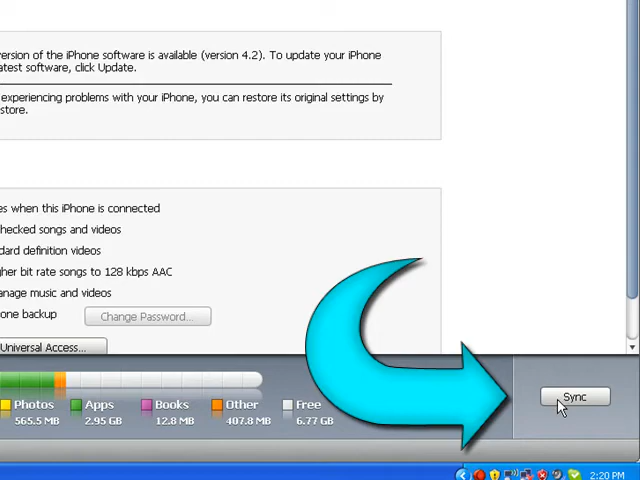 version of the iPhone software is available (version 4.2). To update your iPhone
atest software, click Update.
experiencing problems with your iPhone, you can restore its original settings by
store.
es when this iPhone is connected
hecked songs and videos
dard definition videos
gher bit rate songs to 128 kbps AAC
anage music and videos
one backup
Change Password...
Universal Access...
Photos
565.5 MB
Apps
2.95 GB
Books
12.8 MB
Other
407.8 MB
Free
6.77 GB
Sync
2:20 PM